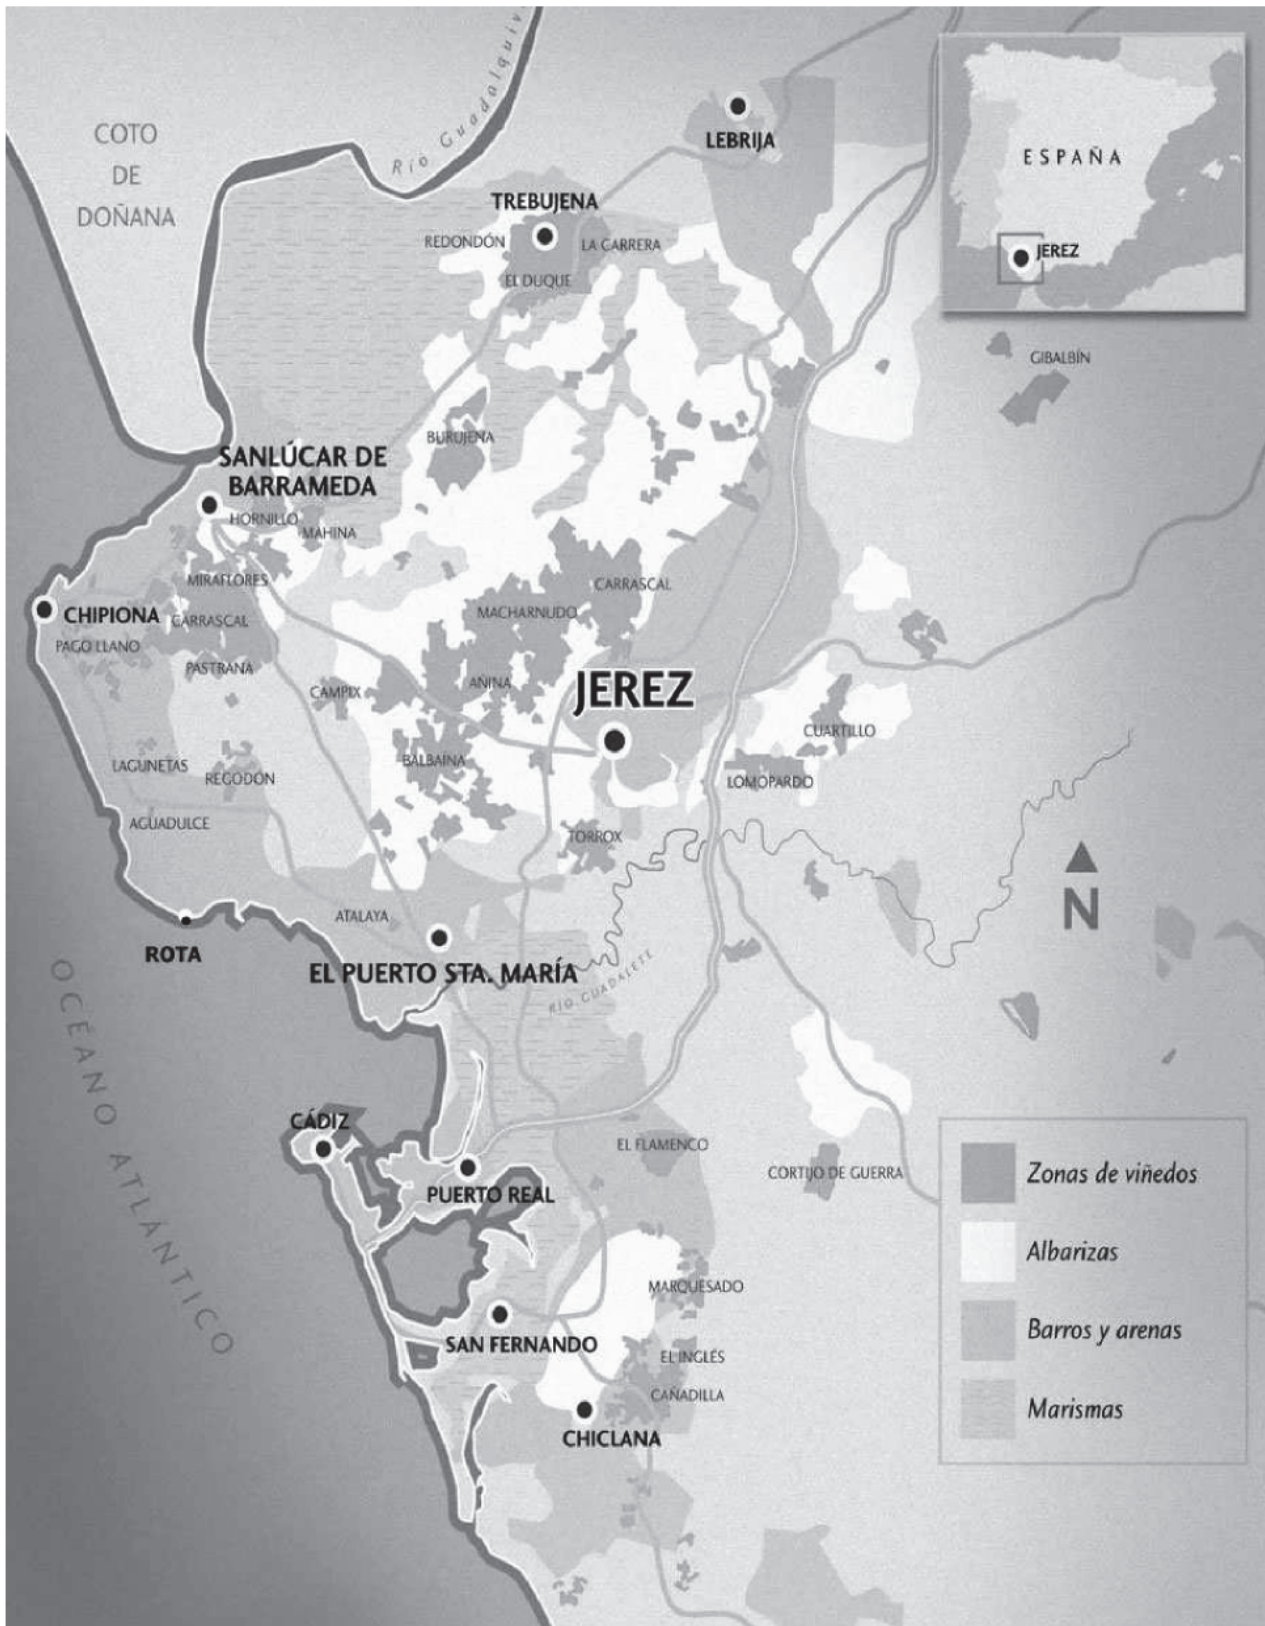 COTO
DE
DOÑANA
Río Guadalquivir
LEBRIJA
ESPAÑA
JEREZ
TREBUJENA
REDONDÓN
LA CARRERA
EL DUQUE
GIBALBÍN
BURUJENA
SANLÚCAR DE
BARRAMEDA
HORNILLO
MAHINA
MIRAFLORES
CARRASCAL
CHIPIONA
CARRASCAL
MACHARNUDO
PAGO LLANO
PASTRANA
CAMPIX
AÑINA
JEREZ
CUARTILLO
BALBAÍNA
LAGUNETAS
REGODÓN
LOMOPARDO
AGUADULCE
TORROX
N
ATALAYA
ROTA
EL PUERTO STA. MARÍA
RÍO GUADALETE
OCÉANO ATLÁNTICO
CÁDIZ
EL FLAMENCO
CORTIJO DE GUERRA
PUERTO REAL
Zonas de viñedos
Albarizas
Barros y arenas
Marismas
MARQUESADO
SAN FERNANDO
EL INGLÉS
CAÑADILLA
CHICLANA